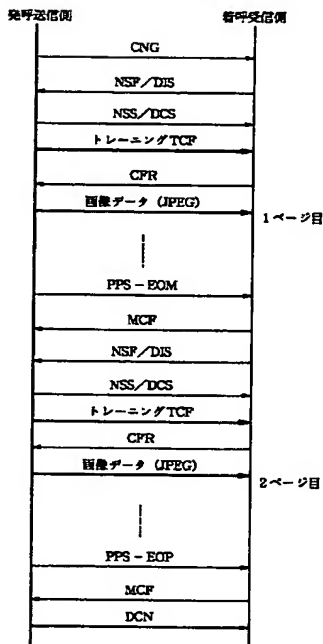 発呼送信側
着呼受信側
CNG
NSF/DIS
NSS/DCS
トレーニングTCF
CFR
画像データ (JPEG)
1ページ目
PPS-EOM
MCF
NSF/DIS
NSS/DCS
トレーニングTCF
CFR
画像データ (JPEG)
2ページ目
PPS-EOP
MCF
DCN